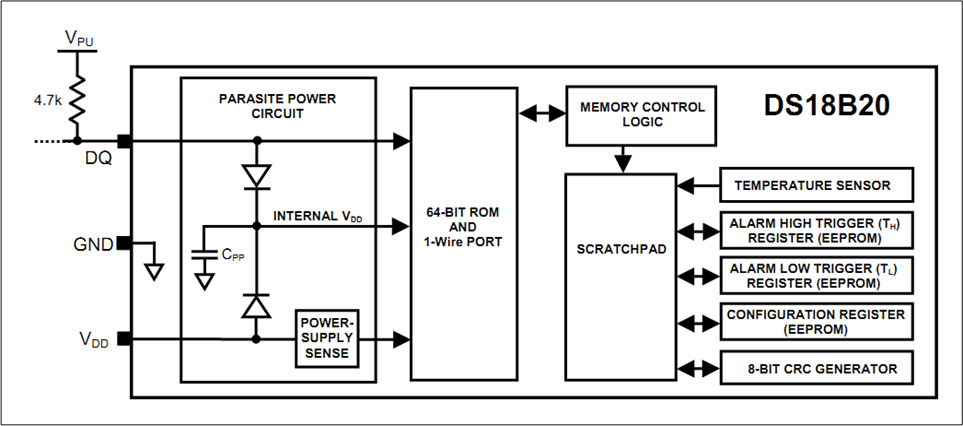 VPU
4.7k
DQ
GND
VDD
PARASITE POWER
CIRCUIT
INTERNAL VDD
CPP
POWER-
SUPPLY
SENSE
64-BIT ROM
AND
1-Wire PORT
MEMORY CONTROL
LOGIC
SCRATCHPAD
DS18B20
TEMPERATURE SENSOR
ALARM HIGH TRIGGER (TH)
REGISTER (EEPROM)
ALARM LOW TRIGGER (TL)
REGISTER (EEPROM)
CONFIGURATION REGISTER
(EEPROM)
8-BIT CRC GENERATOR